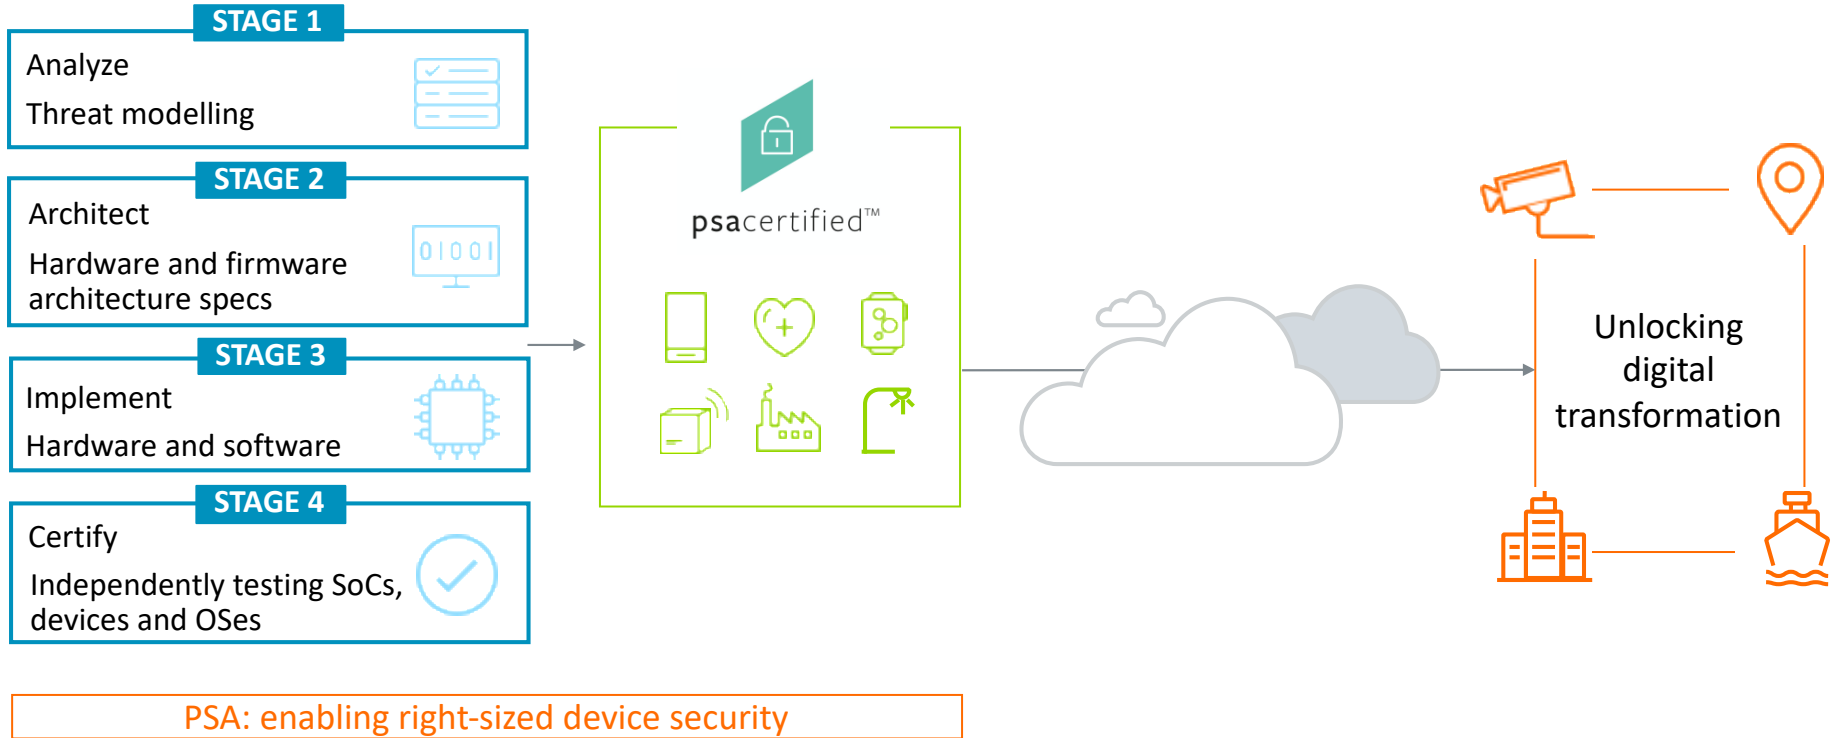 STAGE 1
Analyze
Threat modelling
STAGE 2
Architect
Hardware and firmware
architecture specs
01001
STAGE 3
Implement
Hardware and software
STAGE 4
Certify
Independently testing SoCs,
devices and OSes
psacertified™
Unlocking
digital
transformation
PSA: enabling right-sized device security